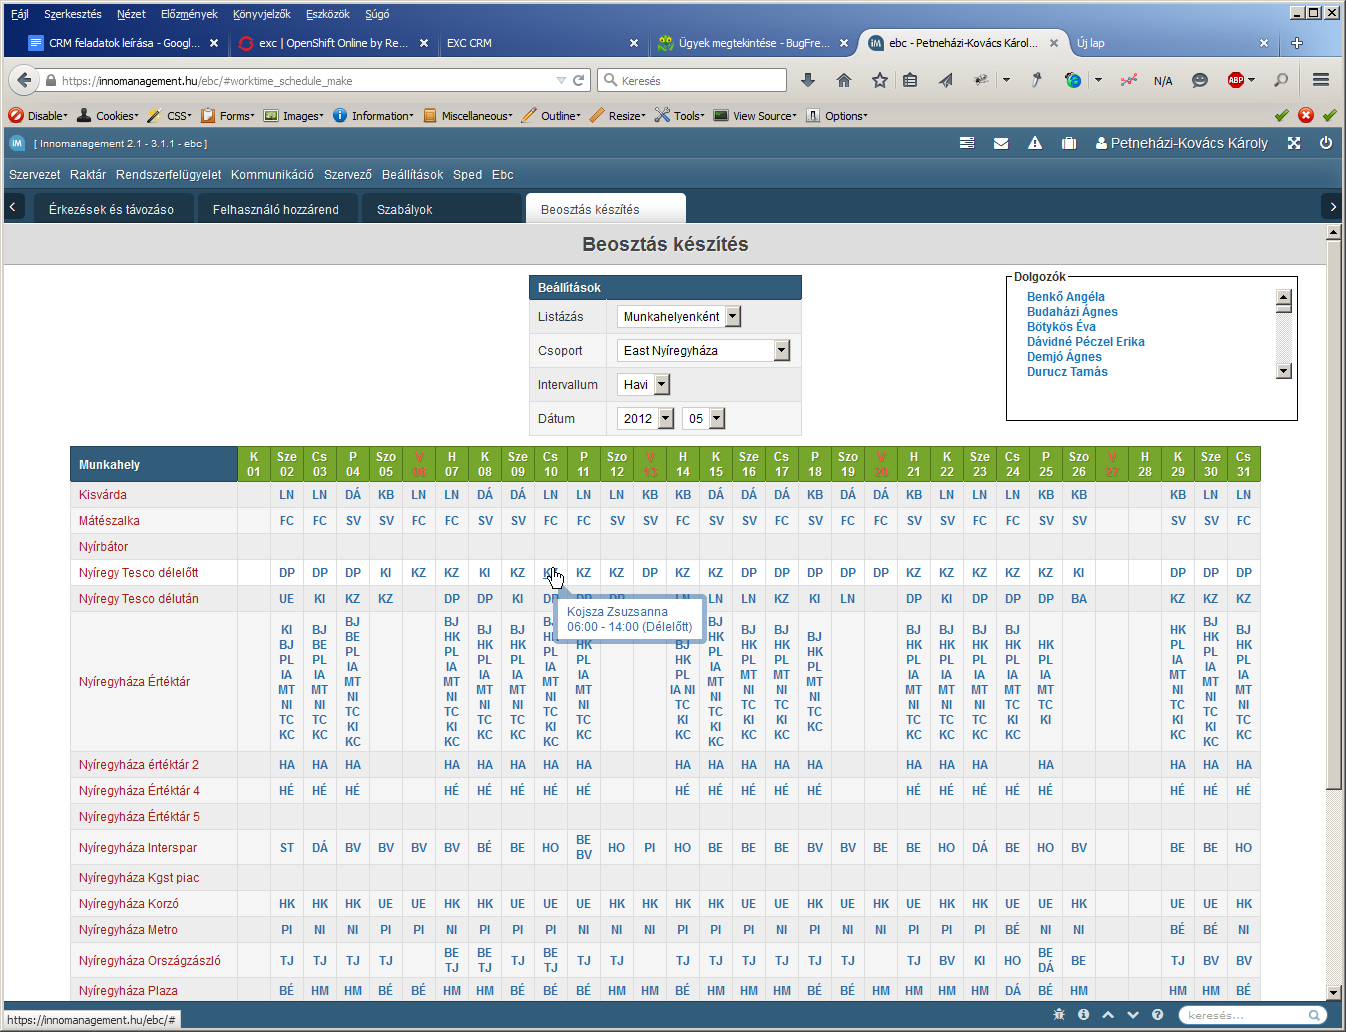 Fájl Szerkesztés Nézet Előzmények Könyvjelzők Eszközök Súgó
CRM feladatok leírása - Googl... exc | OpenShift Online by Re... EXC CRM Ügyek megtekintése - BugFre... ebc - Petneházi-Kovács Károl... Új lap
https://innomanagement.hu/ebc/#worktime_schedule_make Keresés N/A ABP
Disable Cookies CSS Forms Images Information Miscellaneous Outline Resize Tools View Source Options
iM [ Innomanagement 2.1 - 3.1.1 - ebc ] Petneházi-Kovács Károly
Szervezet Raktár Rendszerfelügyelet Kommunikáció Szervező Beállítások Sped Ebc
Érkezések és távozáso Felhasználó hozzárend Szabályok Beosztás készítés
Beosztás készítés
Beállítások
Listázás Munkahelyenként
Csoport East Nyíregyháza
Intervallum Havi
Dátum 2012 05
Dolgozók
Benkő Angéla
Budaházi Ágnes
Bötykös Éva
Dávidné Péczel Erika
Demjó Ágnes
Durucz Tamás
Munkahely K 01 Sze 02 Cs 03 P 04 Szo 05 V 06 H 07 K 08 Sze 09 Cs 10 P 11 Szo 12 V 13 H 14 K 15 Sze 16 Cs 17 P 18 Szo 19 V 20 H 21 K 22 Sze 23 Cs 24 P 25 Szo 26 V 27 H 28 K 29 Sze 30 Cs 31
Kisvárda LN LN DÁ KB LN LN DÁ DÁ LN LN LN KB KB DÁ DÁ DÁ KB DÁ DÁ KB LN LN LN KB KB KB LN LN
Mátészalka FC FC SV SV FC FC SV SV FC FC SV SV FC SV SV FC FC SV FC SV SV FC FC SV SV SV SV FC
Nyírbátor
Nyíregy Tesco délelőtt DP DP DP KI KZ KZ KI KZ KZ KZ DP KZ KZ DP DP DP DP DP KZ KZ KZ KZ KZ KI DP DP DP
Nyíregy Tesco délután UE KI KZ KZ DP DP KI LN LN KZ KI LN DP KI DP DP DP BA KZ KZ KZ
Kojsza Zsuzsanna
06:00 - 14:00 (Délelőtt)
Nyíregyháza Értéktár
KI BJ PL IA MT NI TC KC
BJ BE PL IA MT NI TC KC
BJ BE PL IA MT NI TC KI KC
BJ HK PL IA MT NI TC KI KC
BJ HK PL IA MT NI TC KC
BJ HK PL IA MT NI TC KC
PL IA MT NI TC KI KC
HK PL IA MT NI TC KC
BJ HK PL IA NI TC KI KC
HK PL IA MT NI TC KI KC
BJ HK PL IA MT NI TC KC
BJ HK PL IA MT NI TC KC
BJ HK PL IA NI TC KC
BJ HK PL IA MT NI TC KC
BJ HK PL IA MT NI TC KC
BJ HK PL IA MT NI TC KC
BJ HK PL IA MT NI TC KC
HK PL IA MT NI TC KI
HK PL IA MT NI TC KI KC
BJ HK PL IA MT NI TC KI KC
BJ HK PL IA MT NI TC KI KC
Nyíregyháza értéktár 2 HA HA HA HA HA HA HA HA HA HA HA HA HA HA HA HA HA HA HA HA
Nyíregyháza Értéktár 4 HÉ HÉ HÉ HÉ HÉ HÉ HÉ HÉ HÉ HÉ HÉ HÉ HÉ HÉ HÉ HÉ HÉ HÉ HÉ HÉ HÉ
Nyíregyháza Értéktár 5
Nyíregyháza Interspar ST DÁ BV BV BV BV BÉ BE HO BE BV HO PI HO BE BE BE BV BV BE BE HO DÁ BE HO BV BE BE HO
Nyíregyháza Kgst piac
Nyíregyháza Korzó HK HK HK UE UE HK HK UE UE UE HK HK HK HK UE UE HK UE HK UE HK HK UE UE HK UE UE HK
Nyíregyháza Metro PI NI NI PI PI NI PI PI PI NI NI NI PI PI PI NI PI NI NI PI PI PI BÉ NI NI BÉ BÉ NI
Nyíregyháza Országzászló TJ TJ TJ TJ BE TJ BE TJ TJ BE TJ TJ TJ TJ TJ TJ TJ TJ TJ TJ BV KI HO BE DÁ BE TJ BV BV
Nyíregyháza Plaza BÉ HM HM BÉ BÉ HM HM BÉ BÉ BÉ HM HM BÉ HM HM BÉ BÉ BÉ HM HM HM HM DÁ BÉ HM HM HM BÉ
https://innomanagement.hu/ebc/# keresés...